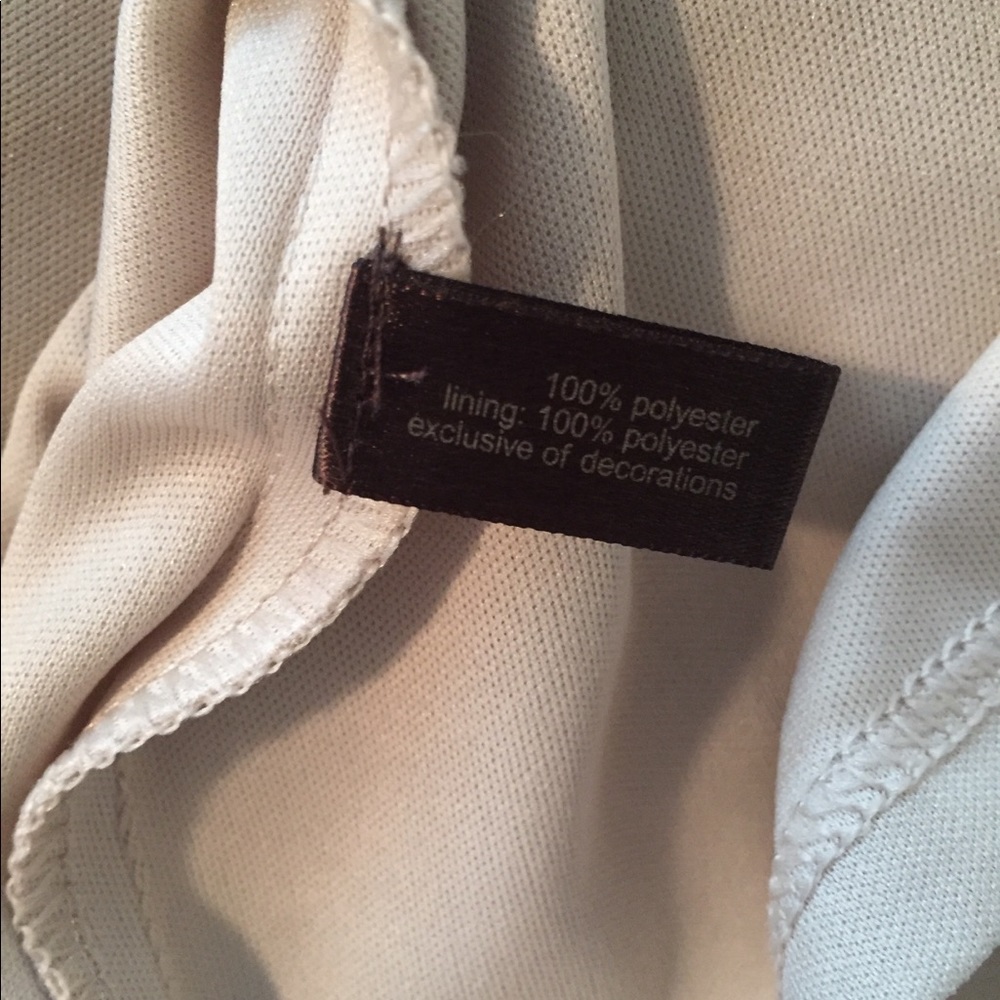 100% polyester
lining: 100% polyester
exclusive of decorations